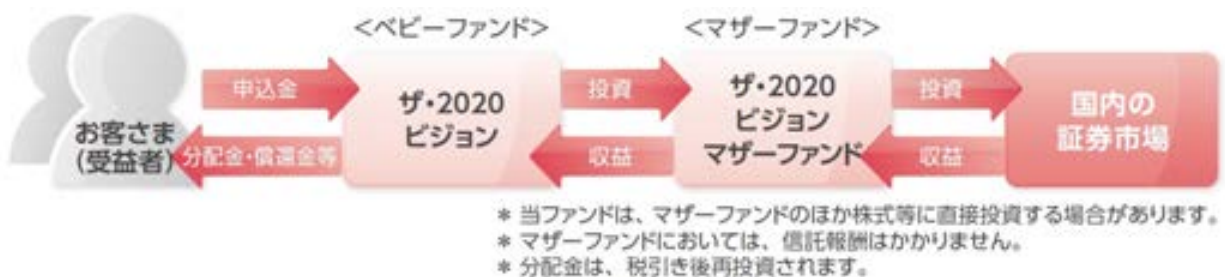 <ベビーファンド>
<マザーファンド>
お客さま
(受益者)
申込金
分配金・償還金等
ザ・2020
ビジョン
投資
収益
ザ・2020
ビジョン
マザーファンド
投資
収益
国内の
証券市場
* 当ファンドは、マザーファンドのほか株式等に直接投資する場合があります。
* マザーファンドにおいては、信託報酬はかかりません。
* 分配金は、税引き後再投資されます。